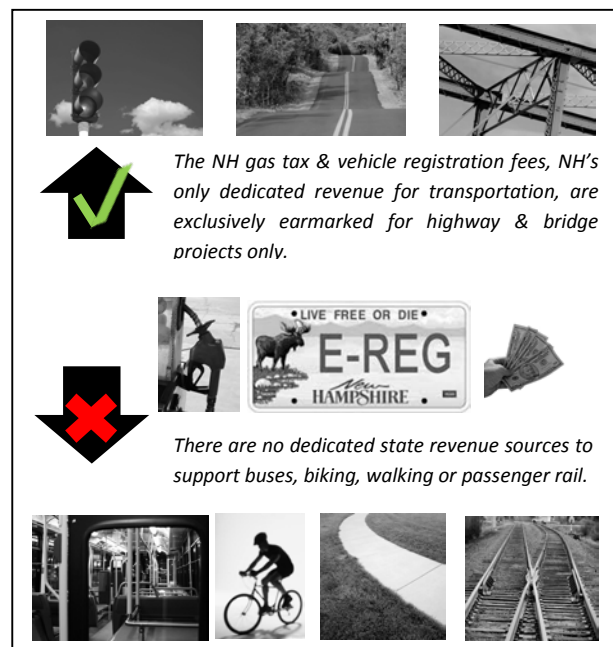 The NH gas tax & vehicle registration fees, NH's
only dedicated revenue for transportation, are
exclusively earmarked for highway & bridge
projects only.
LIVE FREE OR DIE
E-REG
New
HAMPSHIRE
There are no dedicated state revenue sources to
support buses, biking, walking or passenger rail.